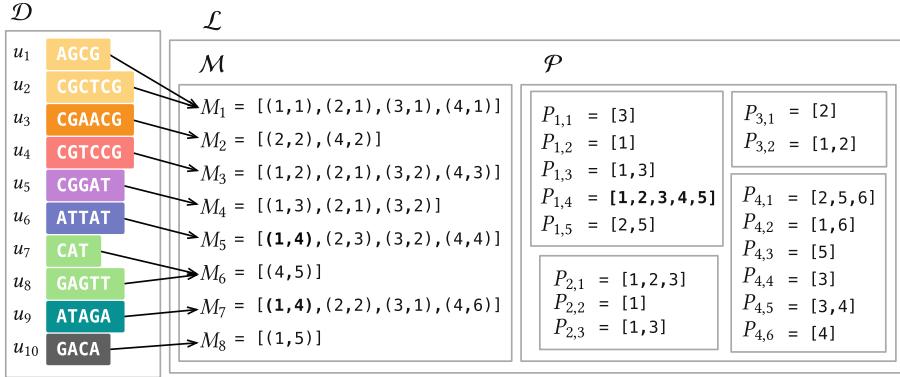 𝒟
ℒ
u₁ AGCG
u₂ CGCTCG
u₃ CGAACG
u₄ CGTCCG
u₅ CGGAT
u₆ ATTAT
u₇ CAT
u₈ GAGTT
u₉ ATAGA
u₁₀ GACA
ℳ
M₁ = [(1,1),(2,1),(3,1),(4,1)]
M₂ = [(2,2),(4,2)]
M₃ = [(1,2),(2,1),(3,2),(4,3)]
M₄ = [(1,3),(2,1),(3,2)]
M₅ = [(1,4),(2,3),(3,2),(4,4)]
M₆ = [(4,5)]
M₇ = [(1,4),(2,2),(3,1),(4,6)]
M₈ = [(1,5)]
𝒫
P₁,₁ = [3]
P₁,₂ = [1]
P₁,₃ = [1,3]
P₁,₄ = [1,2,3,4,5]
P₁,₅ = [2,5]
P₂,₁ = [1,2,3]
P₂,₂ = [1]
P₂,₃ = [1,3]
P₃,₁ = [2]
P₃,₂ = [1,2]
P₄,₁ = [2,5,6]
P₄,₂ = [1,6]
P₄,₃ = [5]
P₄,₄ = [3]
P₄,₅ = [3,4]
P₄,₆ = [4]